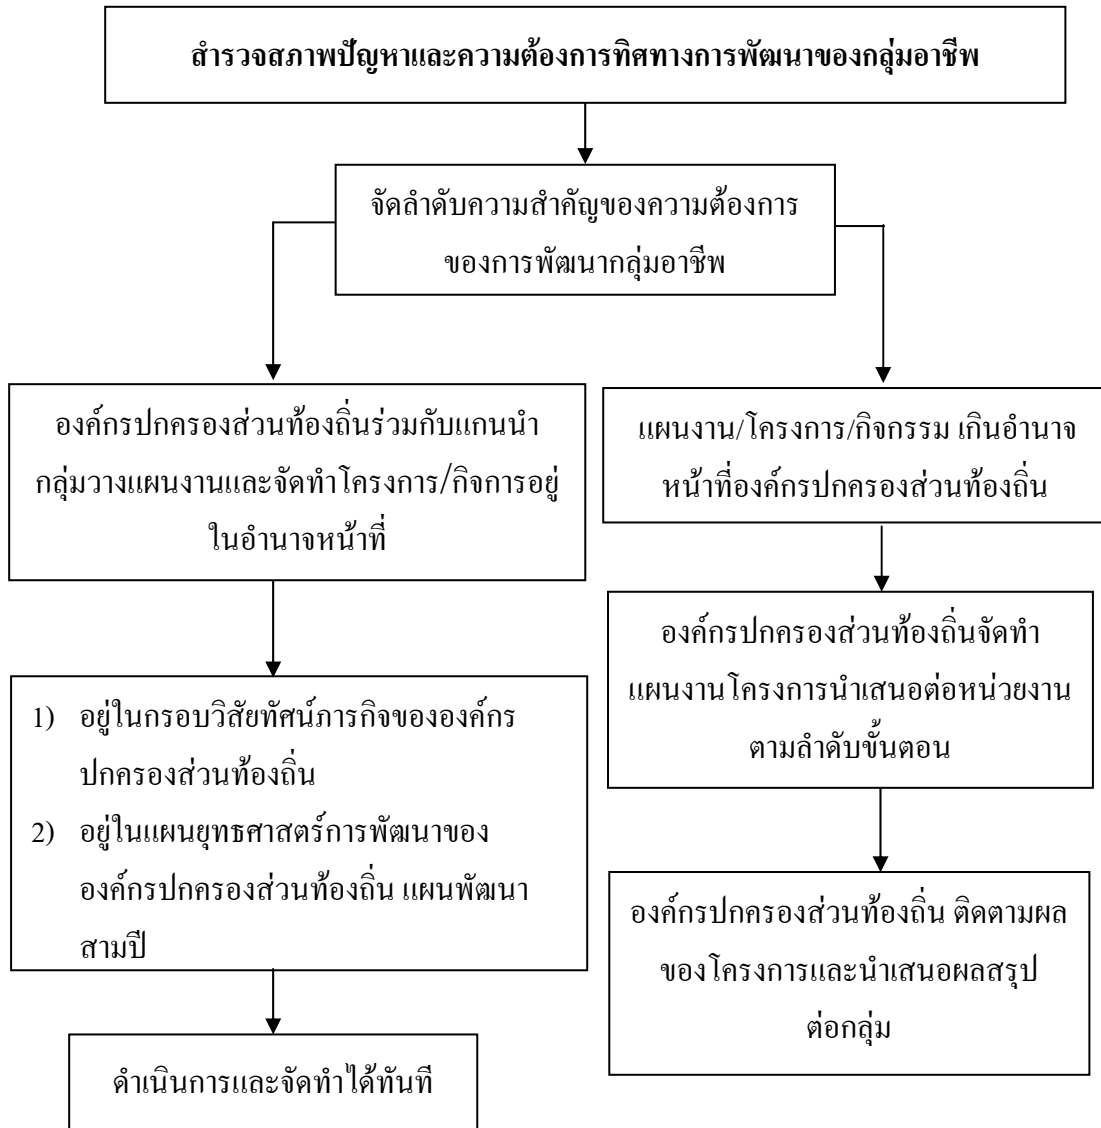 สำรวจสภาพปัญหาและความต้องการทิศทางการพัฒนาของกลุ่มอาชีพ
จัดลำดับความสำคัญของความต้องการ
ของการพัฒนากลุ่มอาชีพ
องค์กรปกครองส่วนท้องถิ่นร่วมกับแกนนำ
กลุ่มวางแผนงานและจัดทำโครงการ/กิจการอยู่
ในอำนาจหน้าที่
1) อยู่ในกรอบวิสัยทัศน์ภารกิจขององค์กร
ปกครองส่วนท้องถิ่น
2) อยู่ในแผนยุทธศาสตร์การพัฒนาของ
องค์กรปกครองส่วนท้องถิ่น แผนพัฒนา
สามปี
ดำเนินการและจัดทำได้ทันที
แผนงาน/โครงการ/กิจกรรม เกินอำนาจ
หน้าที่องค์กรปกครองส่วนท้องถิ่น
องค์กรปกครองส่วนท้องถิ่นจัดทำ
แผนงานโครงการนำเสนอต่อหน่วยงาน
ตามลำดับขั้นตอน
องค์กรปกครองส่วนท้องถิ่น ติดตามผล
ของโครงการและนำเสนอผลสรุป
ต่อกลุ่ม